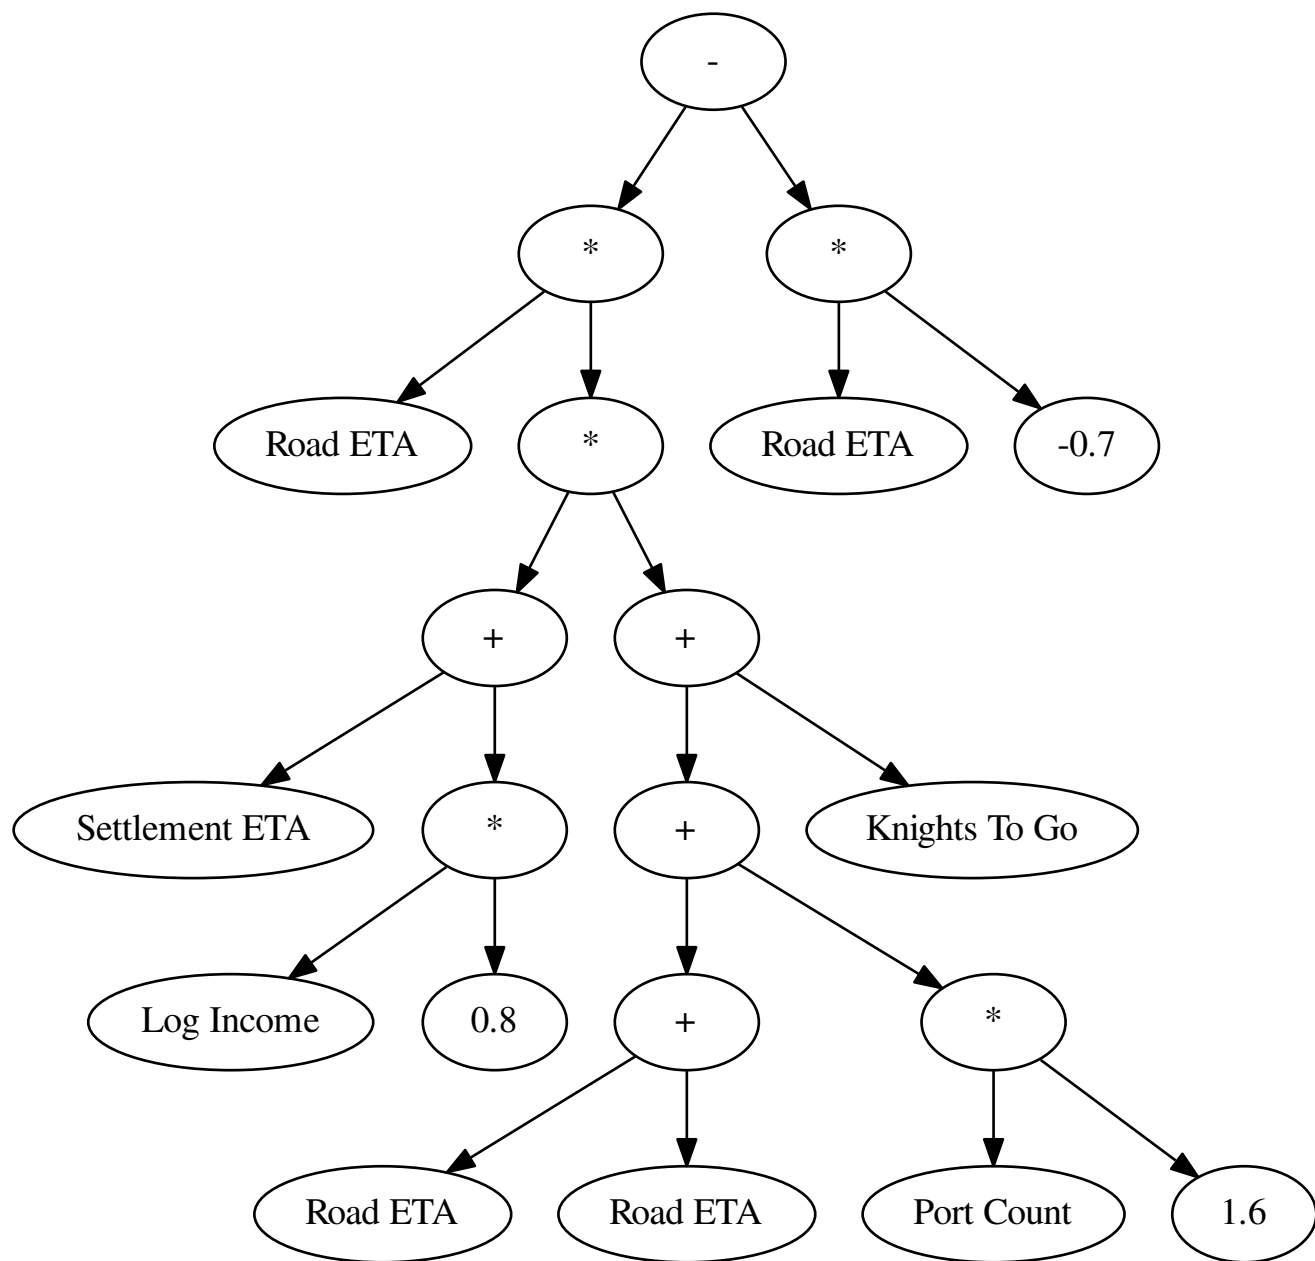 -
*
*
Road ETA
*
Road ETA
-0.7
+
+
Settlement ETA
*
+
Knights To Go
Log Income
0.8
+
*
Road ETA
Road ETA
Port Count
1.6